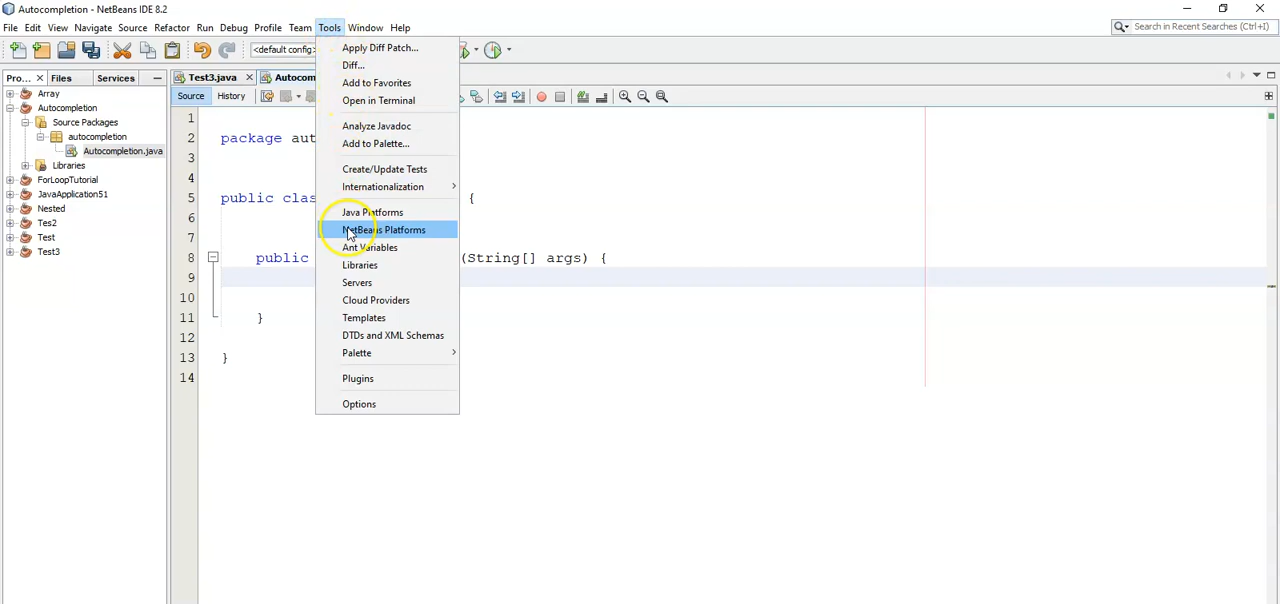 Autocompletion - NetBeans IDE 8.2
File Edit View Navigate Source Refactor Run Debug Profile Team Tools Window Help
Search in Recent Searches (Ctrl+I)
<default config>
Pro... Files Services
Test3.java
Autocom
Source History
Array
Autocompletion
Source Packages
autocompletion
Autocompletion.java
Libraries
ForLoopTutorial
JavaApplication51
Nested
Tes2
Test
Test3
Apply Diff Patch...
Diff...
Add to Favorites
Open in Terminal
Analyze Javadoc
Add to Palette...
Create/Update Tests
Internationalization
Java Platforms
NetBeans Platforms
Ant Variables
Libraries
Servers
Cloud Providers
Templates
DTDs and XML Schemas
Palette
Plugins
Options
1
2 package aut
3
4
5 public clas {
6
7
8 public (String[] args) {
9
10
11 }
12
13 }
14